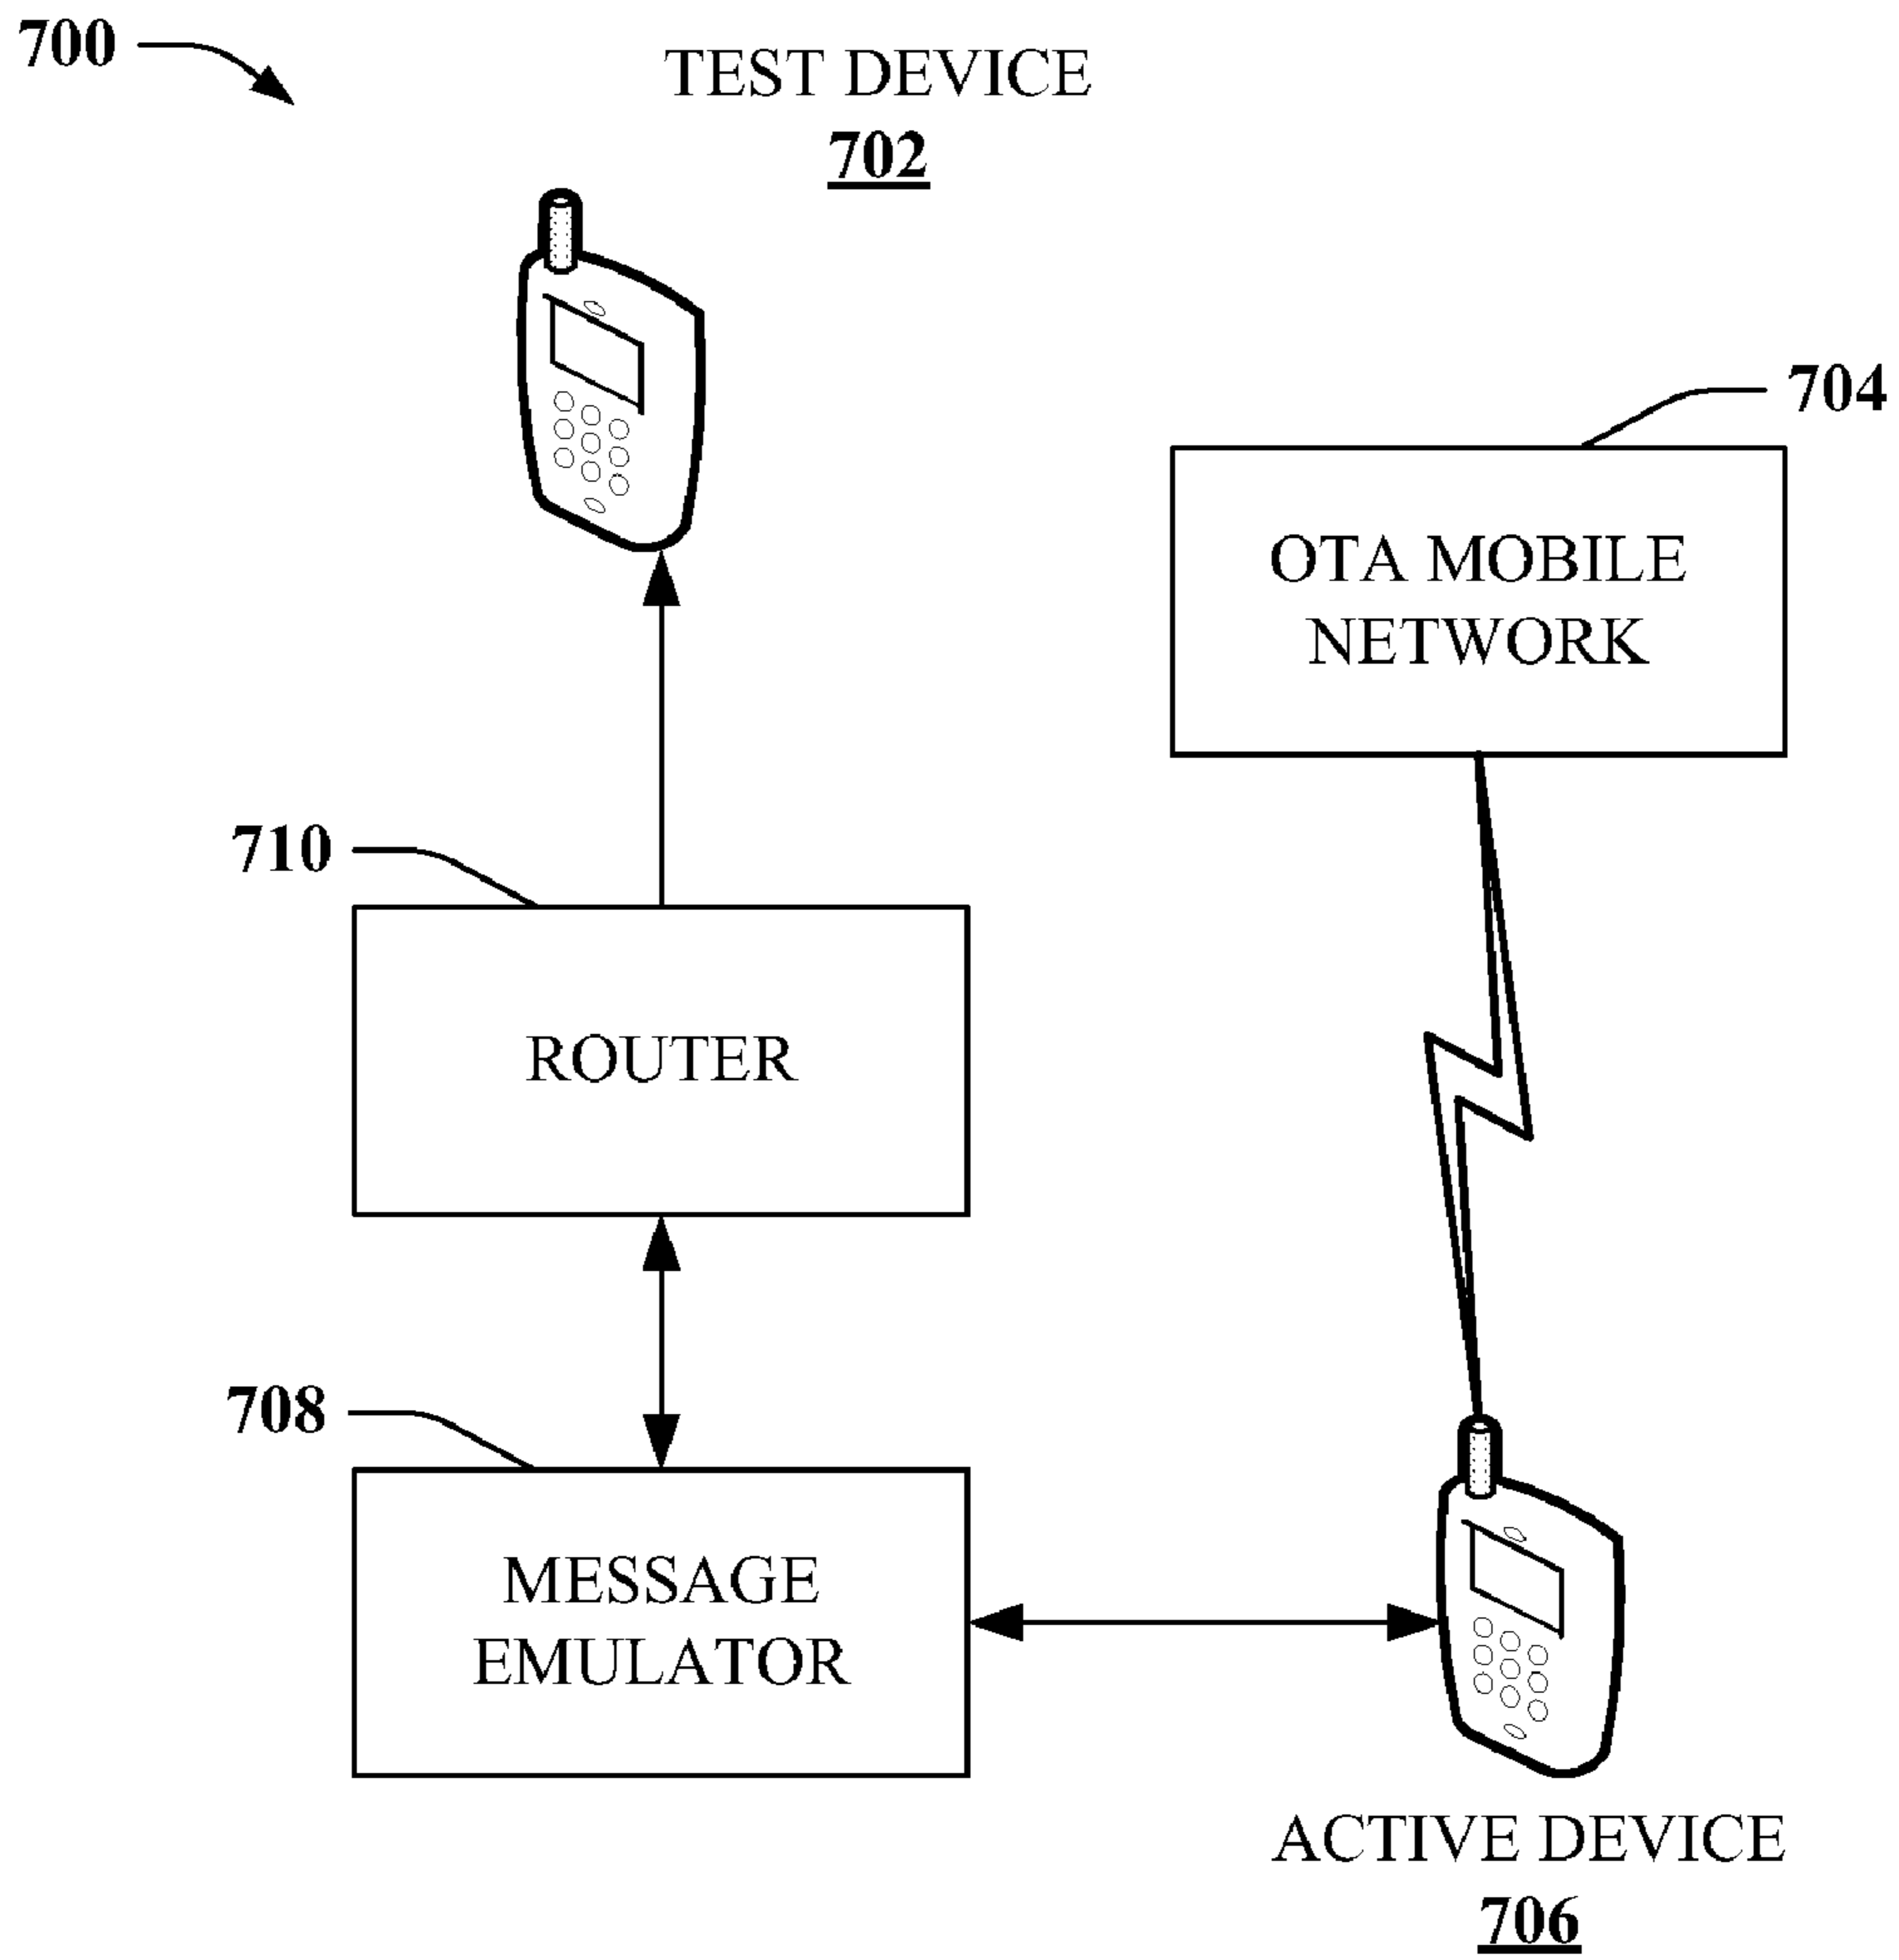 700
TEST DEVICE
702
704
OTA MOBILE
NETWORK
710
ROUTER
708
MESSAGE
EMULATOR
ACTIVE DEVICE
706